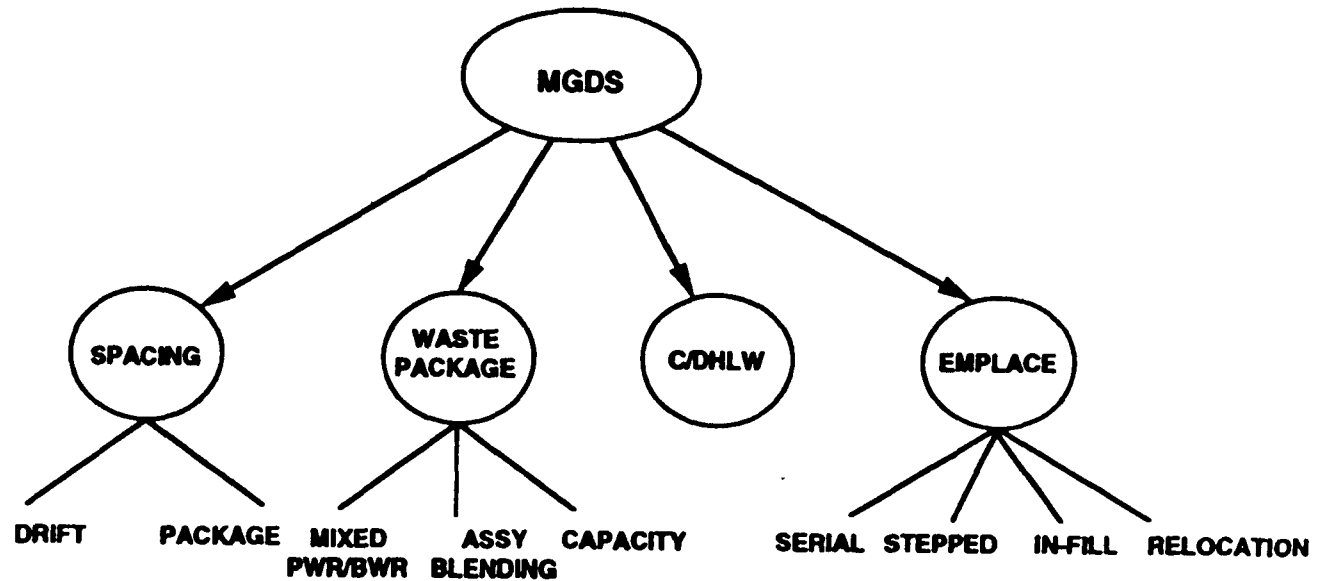 MGDS
SPACING
WASTE
PACKAGE
C/DHLW
EMPLACE
DRIFT
PACKAGE
MIXED
PWR/BWR
ASSY
BLENDING
CAPACITY
SERIAL
STEPPED
IN-FILL
RELOCATION